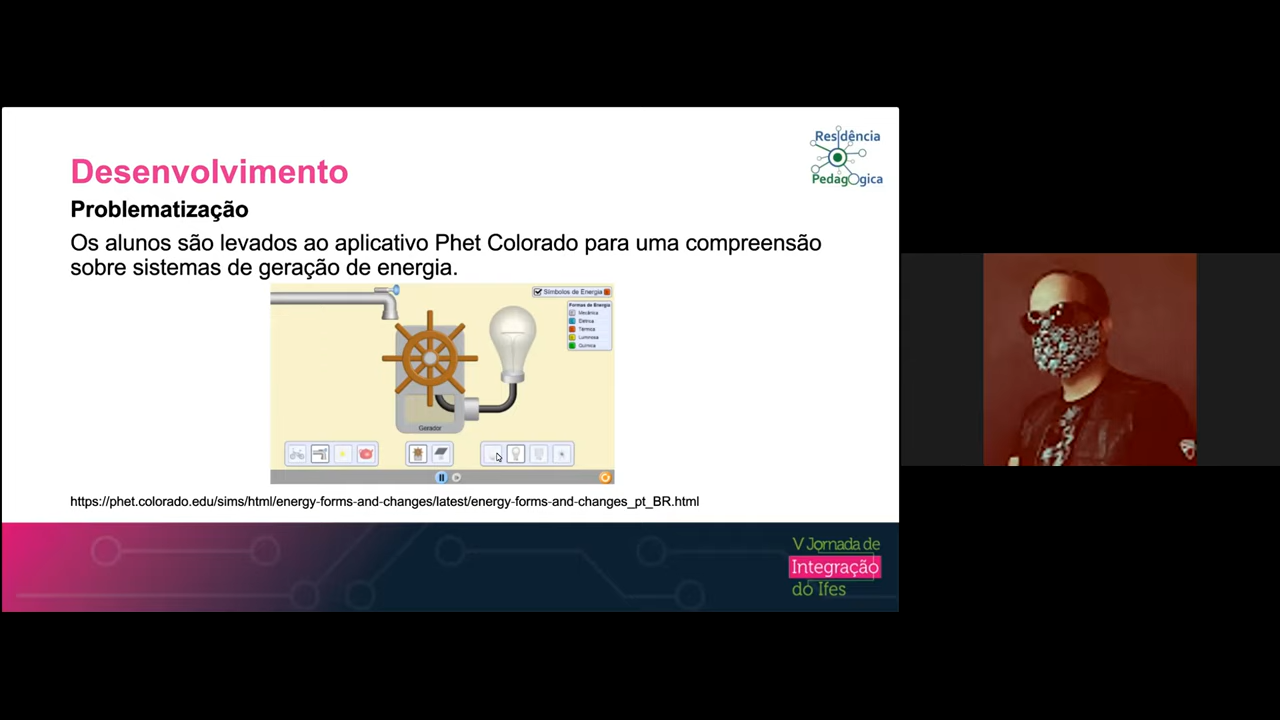 Residência
PedagOgica
Desenvolvimento
Problematização
Os alunos são levados ao aplicativo Phet Colorado para uma compreensão
sobre sistemas de geração de energia.
Símbolos de Energia
Formas de Energia
Mecânica
Elétrica
Térmica
Luminosa
Química
Gerador
https://phet.colorado.edu/sims/html/energy-forms-and-changes/latest/energy-forms-and-changes_pt_BR.html
V Jornada de
Integração
do Ifes